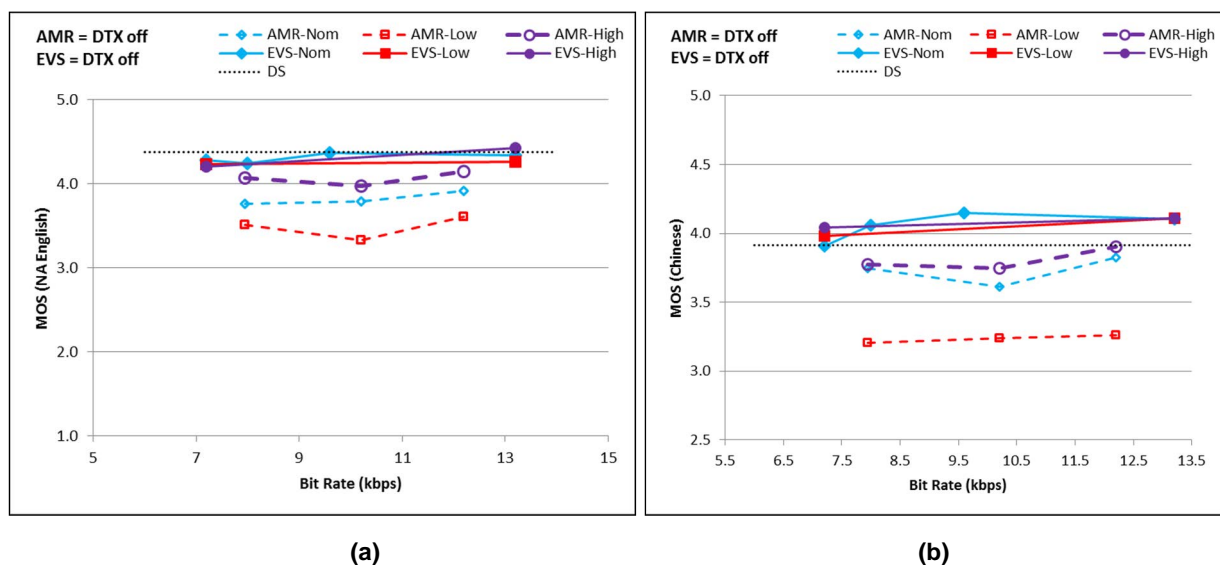 AMR = DTX off
EVS = DTX off
AMR-Nom AMR-Low AMR-High
EVS-Nom EVS-Low EVS-High
DS
MOS (NA English)
5.0
4.0
3.0
2.0
1.0
5 7 9 11 13 15
Bit Rate (kbps)
(a)
AMR = DTX off
EVS = DTX off
AMR-Nom AMR-Low AMR-High
EVS-Nom EVS-Low EVS-High
DS
MOS (Chinese)
5.0
4.5
4.0
3.5
3.0
2.5
5.5 6.5 7.5 8.5 9.5 10.5 11.5 12.5 13.5
Bit Rate (kbps)
(b)